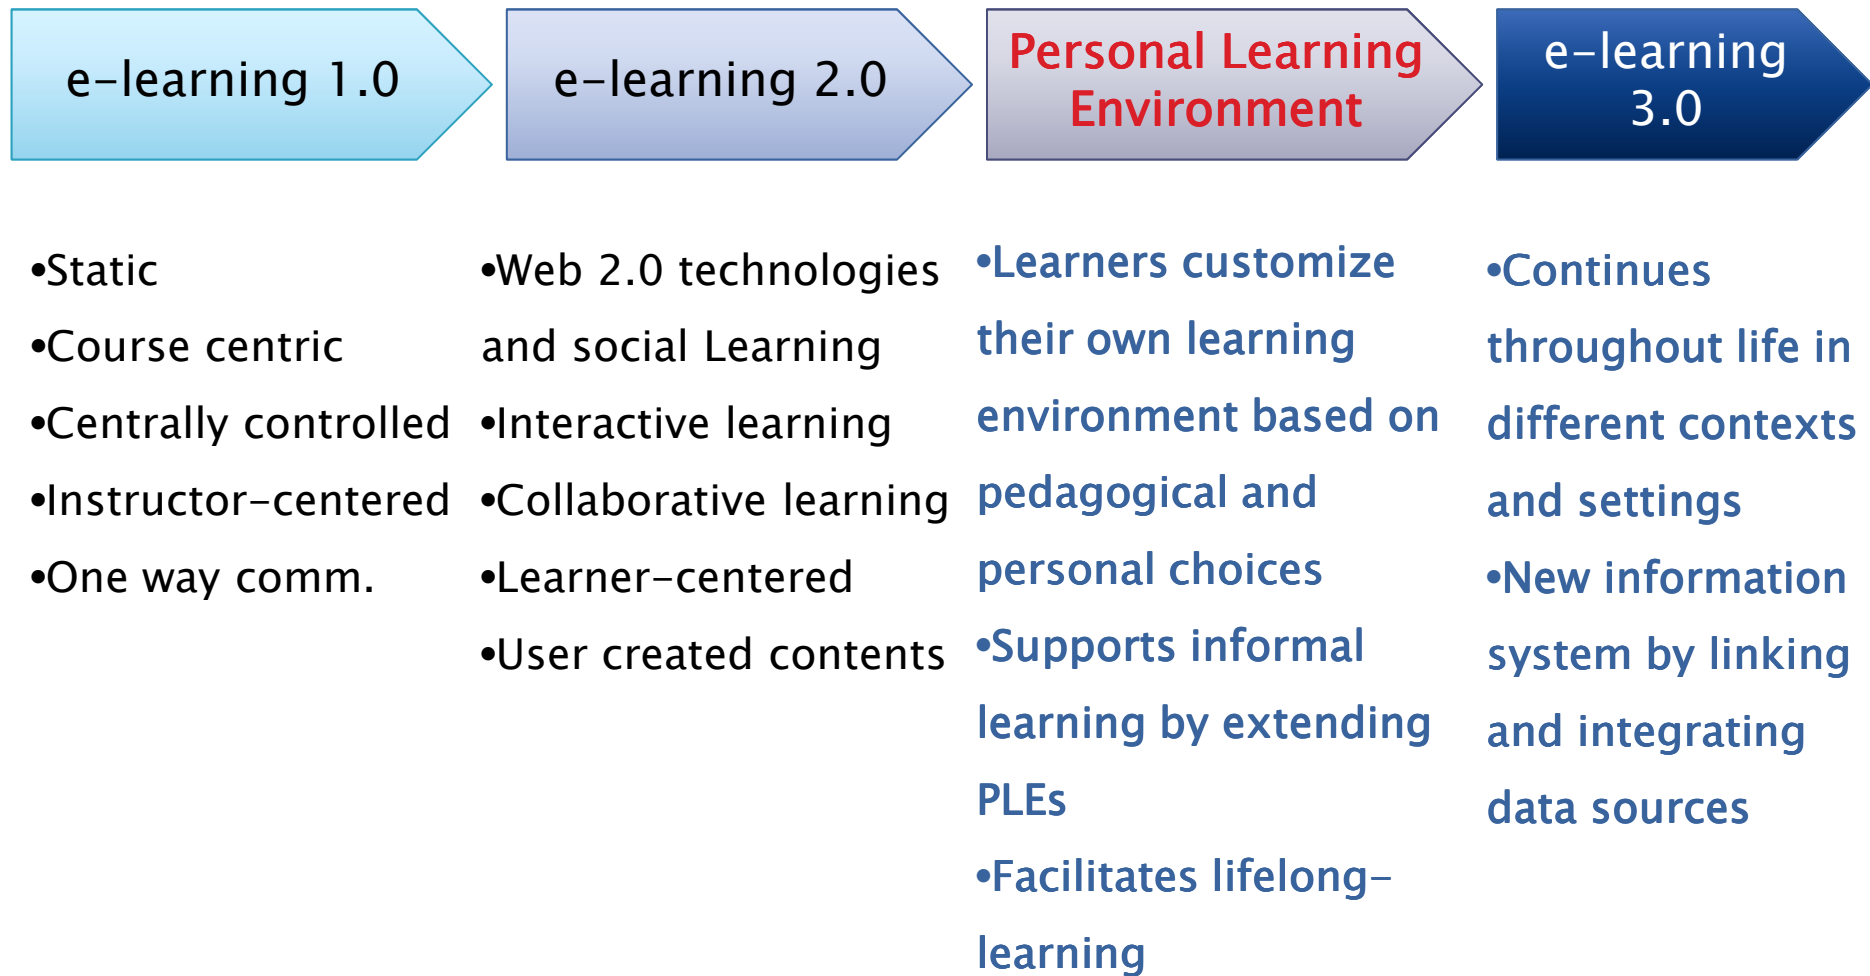 e-learning 1.0
e-learning 2.0
Personal Learning
Environment
e-learning
3.0
•Static
•Course centric
•Centrally controlled
•Instructor-centered
•One way comm.
•Web 2.0 technologies
and social Learning
•Interactive learning
•Collaborative learning
•Learner-centered
•User created contents
•Learners customize
their own learning
environment based on
pedagogical and
personal choices
•Supports informal
learning by extending
PLEs
•Facilitates lifelong-
learning
•Continues
throughout life in
different contexts
and settings
•New information
system by linking
and integrating
data sources